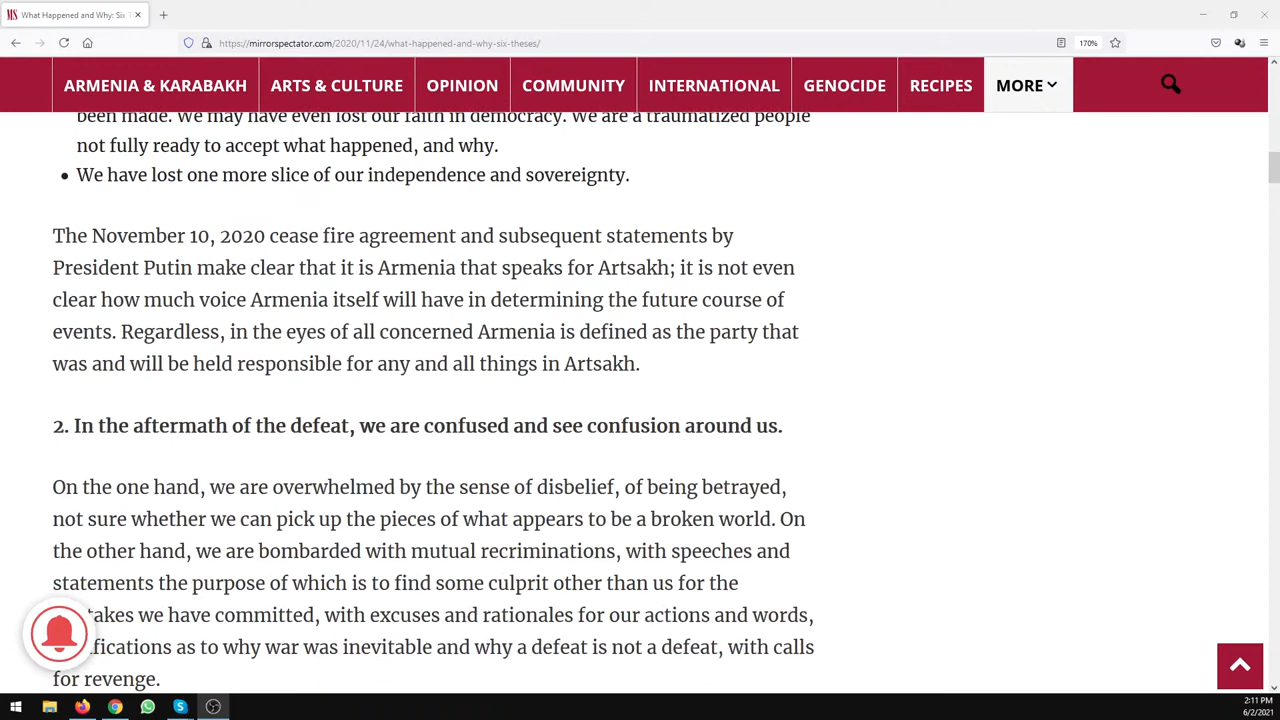 MS What Happened and Why: Six T
https://mirrorspectator.com/2020/11/24/what-happened-and-why-six-theses/
170%
ARMENIA & KARABAKH
ARTS & CULTURE
OPINION
COMMUNITY
INTERNATIONAL
GENOCIDE
RECIPES
MORE
been made. We may have even lost our faith in democracy. We are a traumatized people
not fully ready to accept what happened, and why.
• We have lost one more slice of our independence and sovereignty.
The November 10, 2020 cease fire agreement and subsequent statements by
President Putin make clear that it is Armenia that speaks for Artsakh; it is not even
clear how much voice Armenia itself will have in determining the future course of
events. Regardless, in the eyes of all concerned Armenia is defined as the party that
was and will be held responsible for any and all things in Artsakh.
2. In the aftermath of the defeat, we are confused and see confusion around us.
On the one hand, we are overwhelmed by the sense of disbelief, of being betrayed,
not sure whether we can pick up the pieces of what appears to be a broken world. On
the other hand, we are bombarded with mutual recriminations, with speeches and
statements the purpose of which is to find some culprit other than us for the
takes we have committed, with excuses and rationales for our actions and words,
ifications as to why war was inevitable and why a defeat is not a defeat, with calls
for revenge.
2:11 PM
6/2/2021